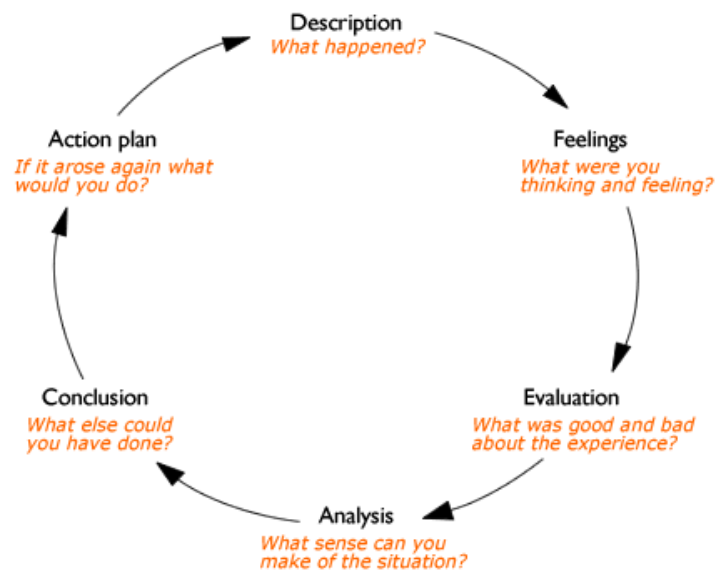 Description
What happened?
Feelings
What were you
thinking and feeling?
Evaluation
What was good and bad
about the experience?
Analysis
What sense can you
make of the situation?
Conclusion
What else could
you have done?
Action plan
If it arose again what
would you do?